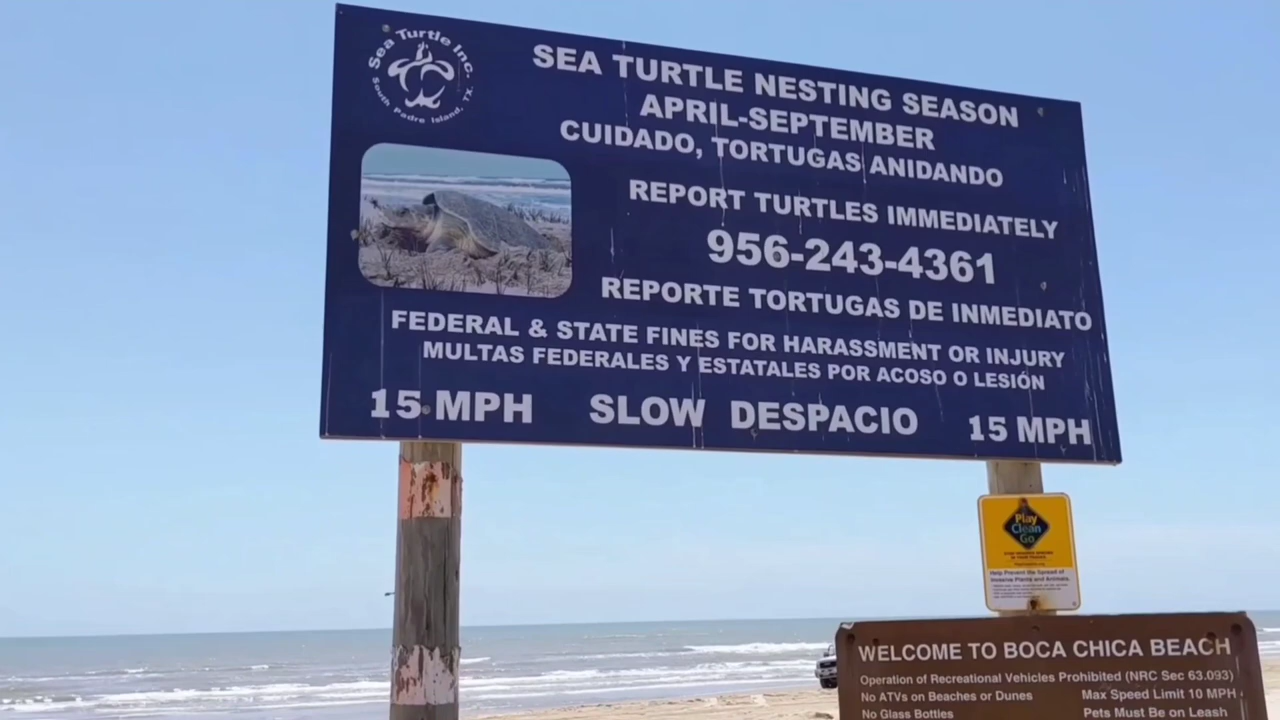 Sea Turtle Inc.
South Padre Island, TX.
SEA TURTLE NESTING SEASON
APRIL-SEPTEMBER
CUIDADO, TORTUGAS ANIDANDO
REPORT TURTLES IMMEDIATELY
956-243-4361
REPORTE TORTUGAS DE INMEDIATO
FEDERAL & STATE FINES FOR HARASSMENT OR INJURY
MULTAS FEDERALES Y ESTATALES POR ACOSO O LESIÓN
15 MPH SLOW DESPACIO 15 MPH
Play
Clean
Go
Help Prevent the Spread of
Invasive Plants and Animals.
WELCOME TO BOCA CHICA BEACH
Operation of Recreational Vehicles Prohibited (NRC Sec 63.093)
No ATVs on Beaches or Dunes Max Speed Limit 10 MPH
No Glass Bottles Pets Must Be on Leash